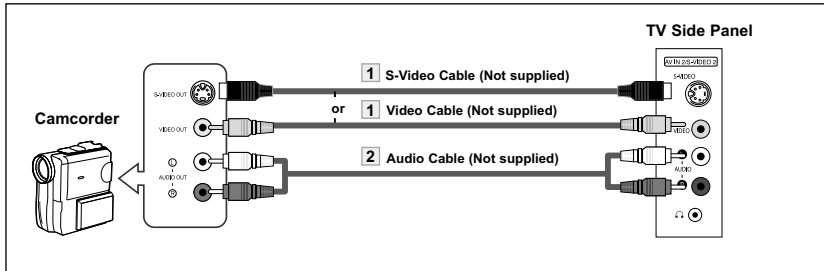 TV Side Panel
AV IN 2/S-VIDEO 2
S-VIDEO
1 S-Video Cable (Not supplied)
S-VIDEO OUT
or
1 Video Cable (Not supplied)
Camcorder
VIDEO OUT
VIDEO
2 Audio Cable (Not supplied)
L
AUDIO OUT
R
AUDIO